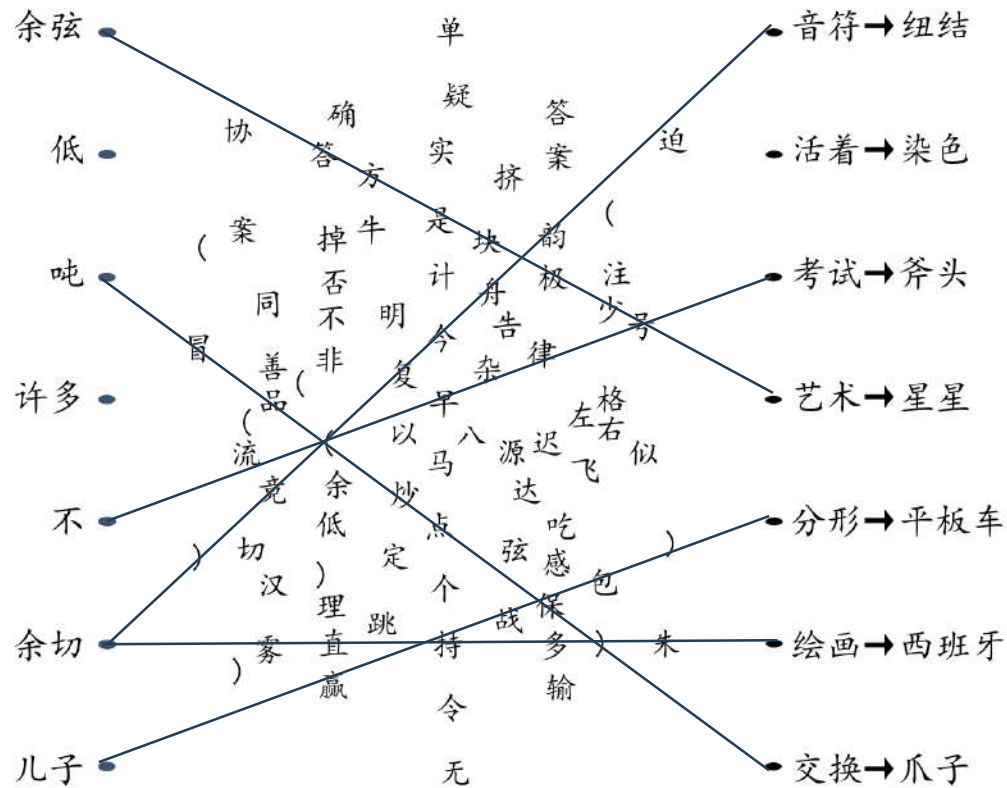 余弦 单 音符→纽结
疑
确 答
协 迫
低 答 实 案 活着→染色
方 挤
(
案 是 韵
( 掉 牛 块
吨 否 计 极 注 考试→斧头
舟
同 不 明 少
告 号
冒 今
善 非 复 杂 律
(
许多 品 早 格 艺术→星星
( 左
( 以 八 右
流 马 源 迟 似
飞
竞 余 炒 达
不 低 点 吃 分形→平板车
) 切 定 弦 )
感
汉 ) 个 包
理 保
跳 战
余切 雾 直 持 多 ) 朱 绘画→西班牙
)
赢 输
令
儿子 无 交换→爪子